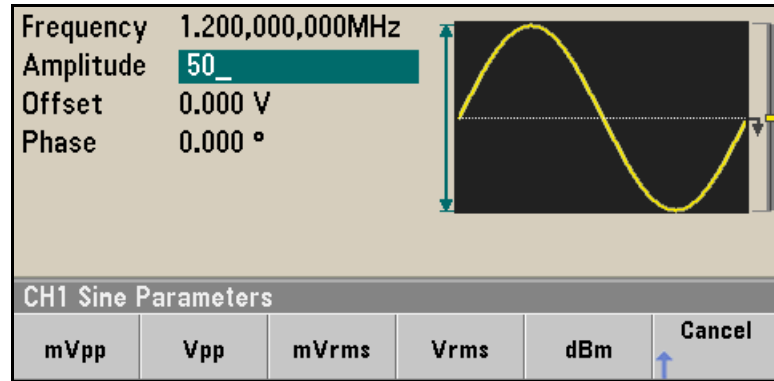 Frequency 1.200,000,000MHz
Amplitude 50_
Offset 0.000 V
Phase 0.000 °
CH1 Sine Parameters
mVpp Vpp mVrms Vrms dBm Cancel